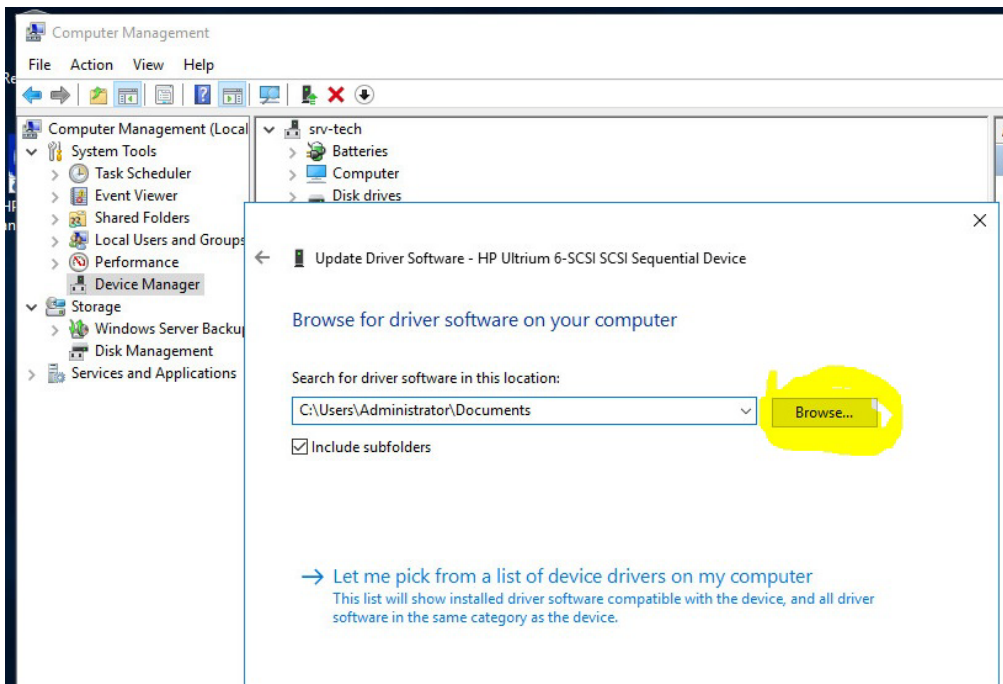 Computer Management
File Action View Help
Computer Management (Local
System Tools
Task Scheduler
Event Viewer
Shared Folders
Local Users and Groups
Performance
Device Manager
Storage
Windows Server Backup
Disk Management
Services and Applications
srv-tech
Batteries
Computer
Disk drives
Update Driver Software - HP Ultrium 6-SCSI SCSI Sequential Device
Browse for driver software on your computer
Search for driver software in this location:
C:\Users\Administrator\Documents
Browse...
Include subfolders
Let me pick from a list of device drivers on my computer
This list will show installed driver software compatible with the device, and all driver
software in the same category as the device.